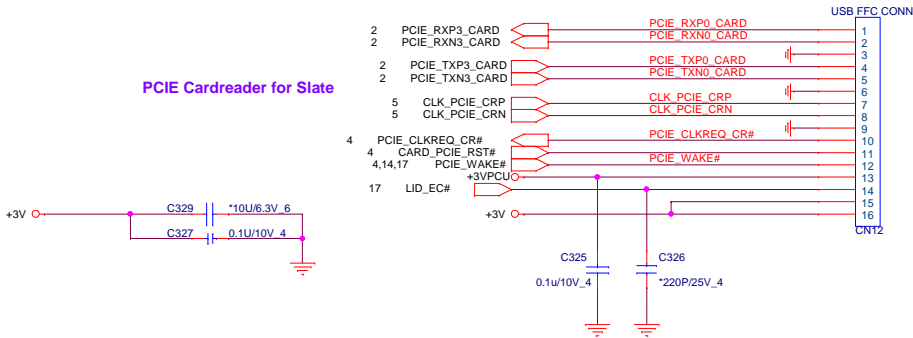 USB FFC CONN
2 PCIE_RXP3_CARD PCIE_RXP0_CARD 1
2 PCIE_RXN3_CARD PCIE_RXN0_CARD 2
3
2 PCIE_TXP3_CARD PCIE_TXP0_CARD 4
2 PCIE_TXN3_CARD PCIE_TXN0_CARD 5
PCIE Cardreader for Slate
6
5 CLK_PCIE_CRP CLK_PCIE_CRP 7
5 CLK_PCIE_CRN CLK_PCIE_CRN 8
9
4 PCIE_CLKREQ_CR# PCIE_CLKREQ_CR# 10
4 CARD_PCIE_RST# 11
4,14,17 PCIE_WAKE# PCIE_WAKE# 12
+3VPCU 13
17 LID_EC# 14
15
+3V 16
CN12
C329 *10U/6.3V_6
+3V
C327 0.1U/10V_4
C325 C326
0.1u/10V_4 *220P/25V_4